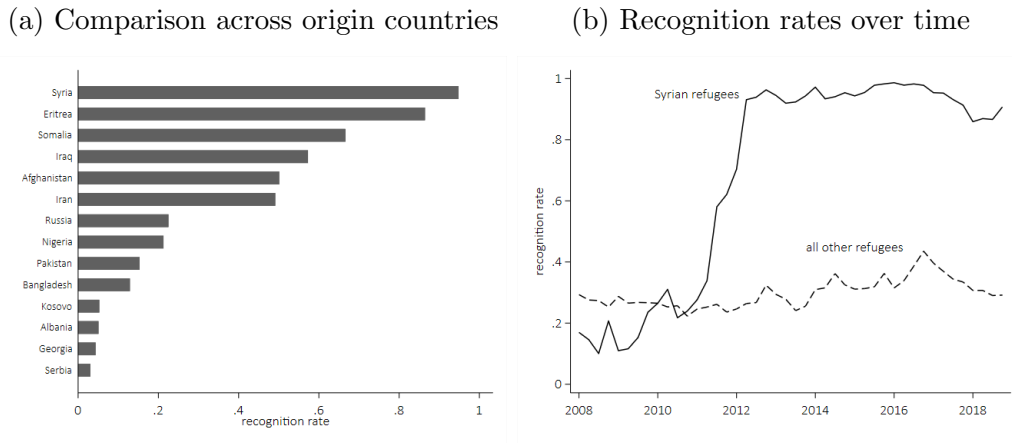 (a) Comparison across origin countries
Syria
Eritrea
Somalia
Iraq
Afghanistan
Iran
Russia
Nigeria
Pakistan
Bangladesh
Kosovo
Albania
Georgia
Serbia
0 .2 .4 .6 .8 1
recognition rate
(b) Recognition rates over time
recognition rate
1
.8
.6
.4
.2
0
Syrian refugees
all other refugees
2008 2010 2012 2014 2016 2018